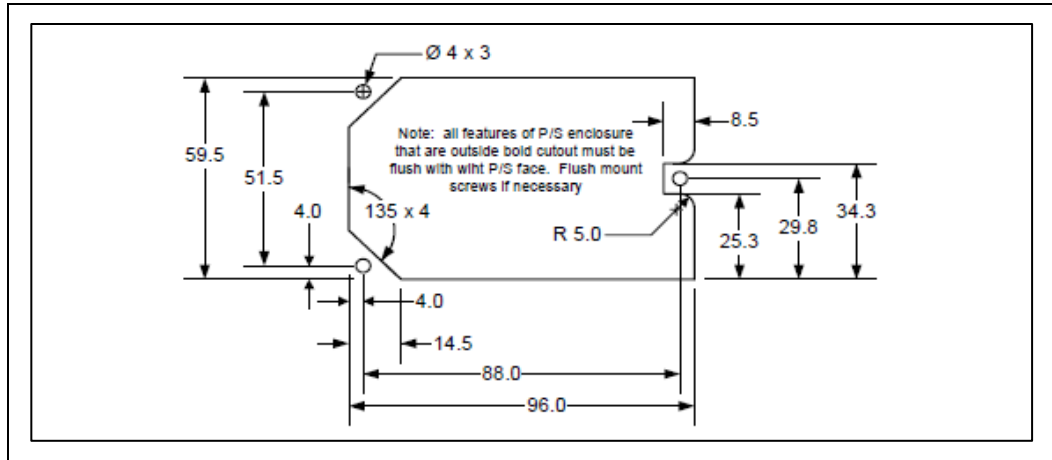 Ø 4 x 3
8.5
Note: all features of P/S enclosure
that are outside bold cutout must be
flush with wiht P/S face. Flush mount
screws if necessary
59.5
51.5
4.0
135 x 4
R 5.0
34.3
29.8
25.3
4.0
14.5
88.0
96.0